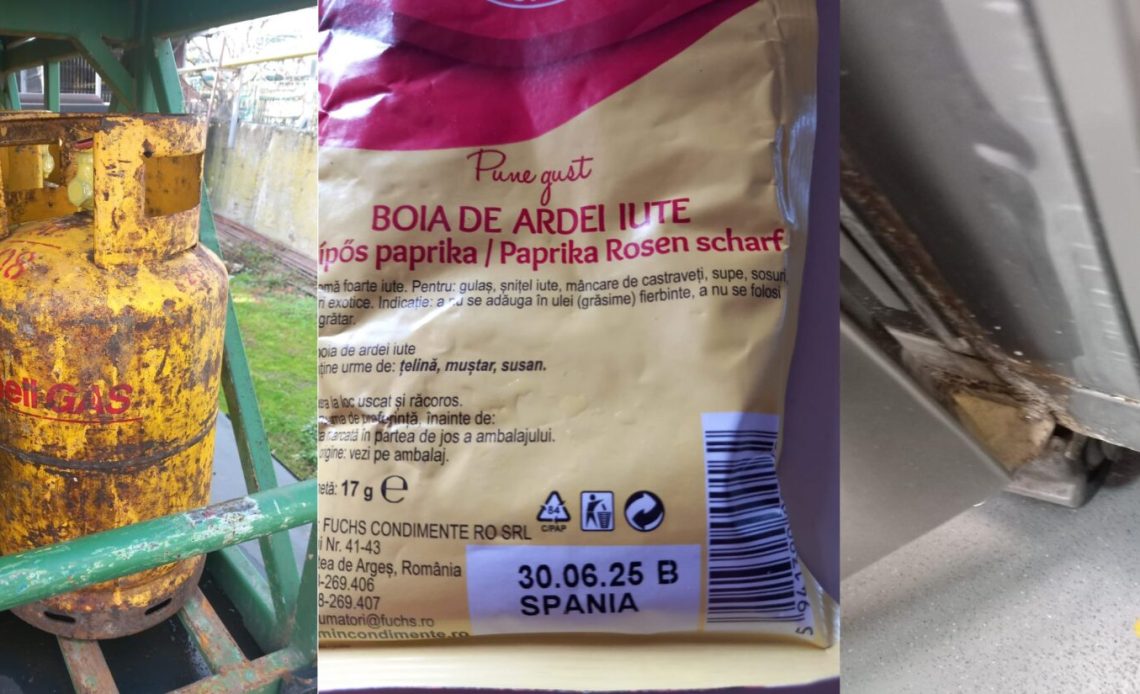 GAS
Pune gust
BOIA DE ARDEI IUTE
paprika / Paprika Rosen scharf
foarte iute. Pentru: gulaș, șnițel iute, mâncare de castraveți, supe, sosuri,
exotice. Indicație: a nu se adăuga în ulei (grăsime) fierbinte, a nu se folosi
grătar.
boia de ardei iute
urme de: țelină, muștar, susan.
la loc uscat și răcoros.
de preferință, înainte de:
marcată în partea de jos a ambalajului.
vezi pe ambalaj.
17 g ℮
84
C/PAP
FUCHS CONDIMENTE RO SRL
Nr. 41-43
de Argeș, România
-269.406
-269.407
@fuchs.ro
30.06.25 B
SPANIA